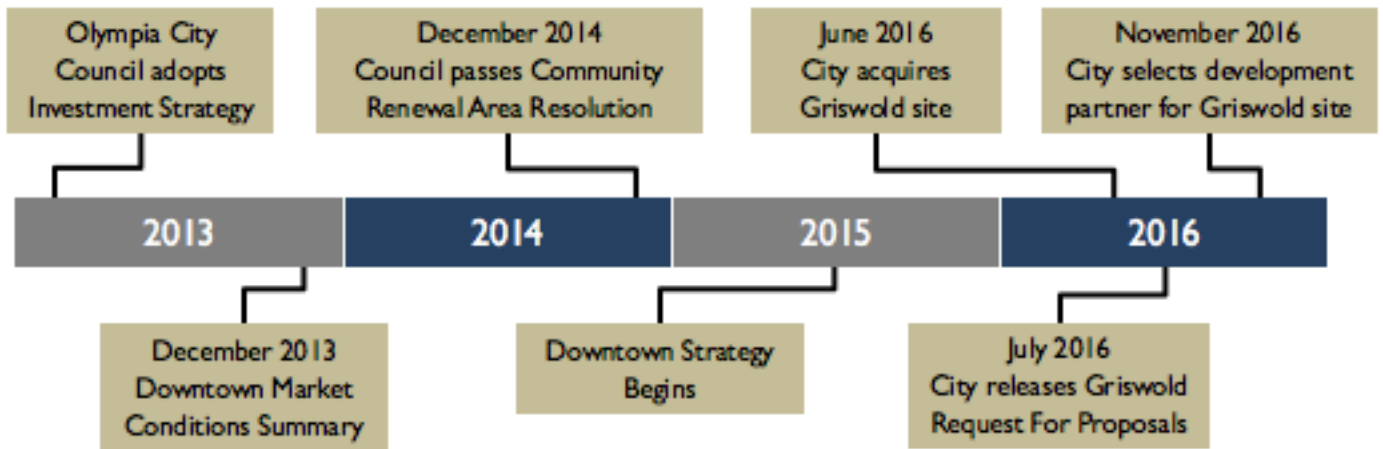 Olympia City
Council adopts
Investment Strategy
December 2014
Council passes Community
Renewal Area Resolution
June 2016
City acquires
Griswold site
November 2016
City selects development
partner for Griswold site
2013
2014
2015
2016
December 2013
Downtown Market
Conditions Summary
Downtown Strategy
Begins
July 2016
City releases Griswold
Request For Proposals